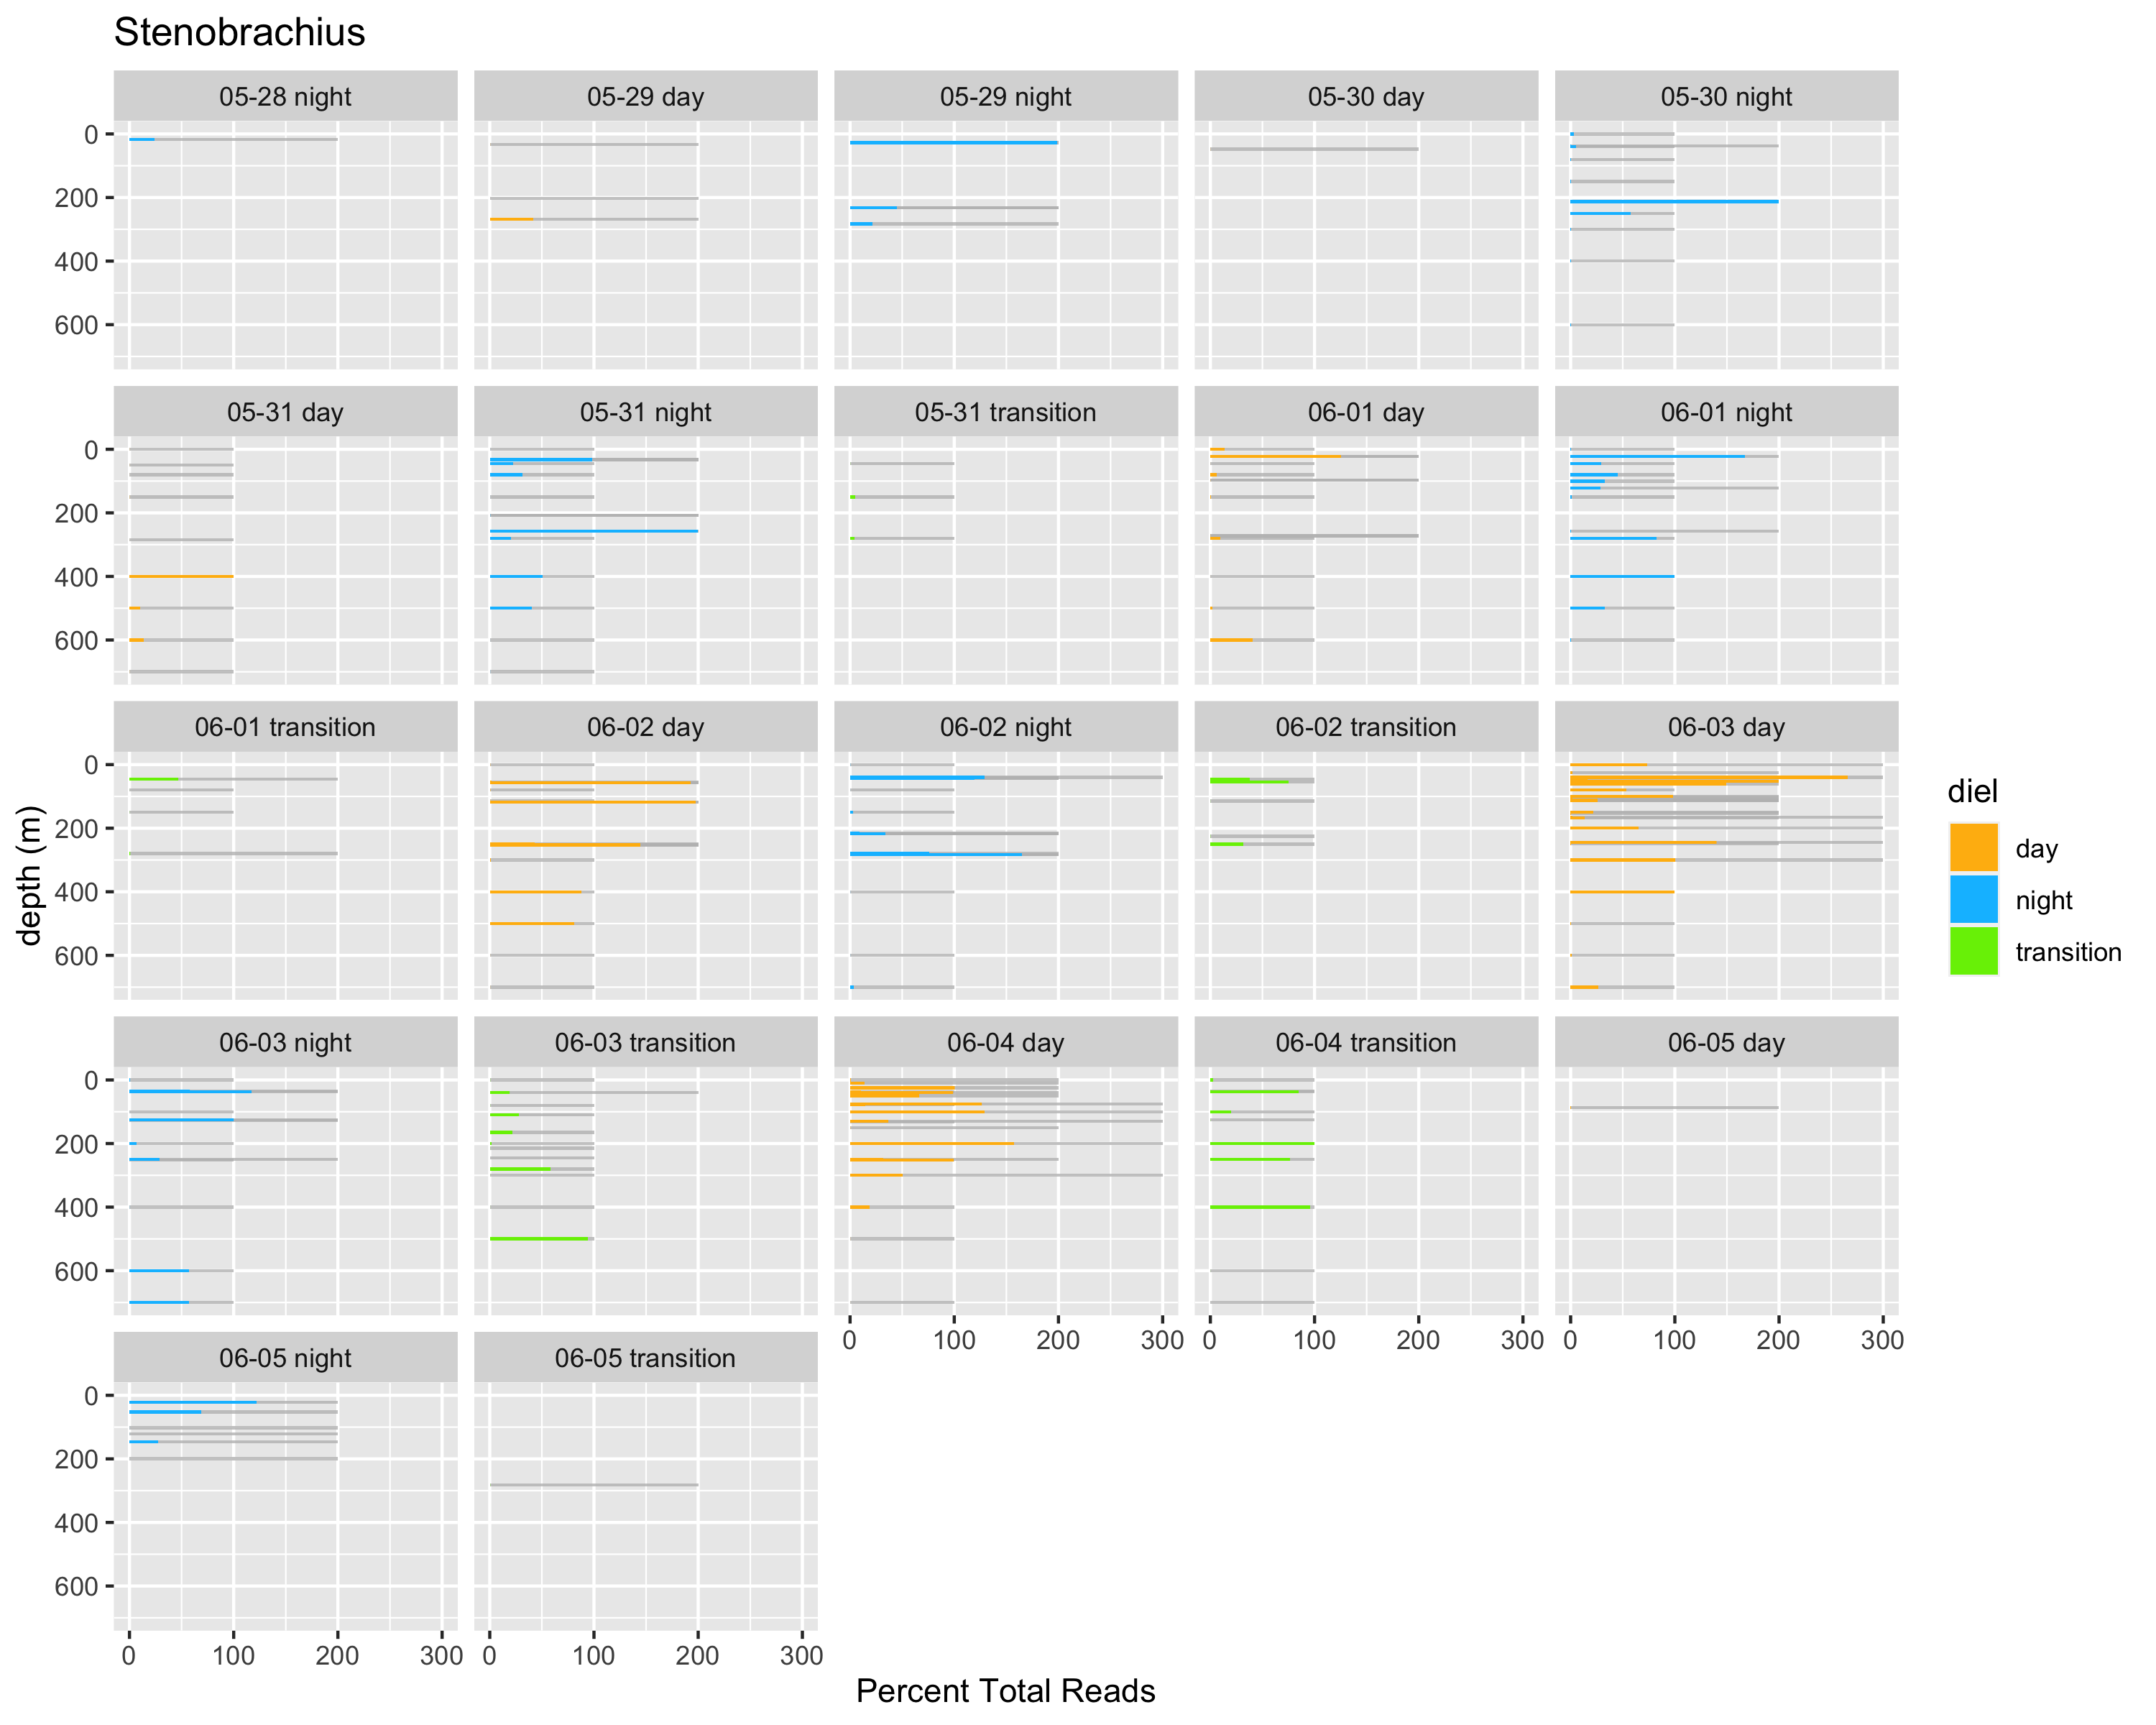 Stenobrachius
05-28 night
05-29 day
05-29 night
05-30 day
05-30 night
0
200
400
600
05-31 day
05-31 night
05-31 transition
06-01 day
06-01 night
0
200
400
600
06-01 transition
06-02 day
06-02 night
06-02 transition
06-03 day
0
200
400
600
depth (m)
diel
day
night
transition
06-03 night
06-03 transition
06-04 day
06-04 transition
06-05 day
0
200
400
600
0 100 200 300
0 100 200 300
0 100 200 300
06-05 night
06-05 transition
0
200
400
600
0 100 200 300
0 100 200 300
Percent Total Reads